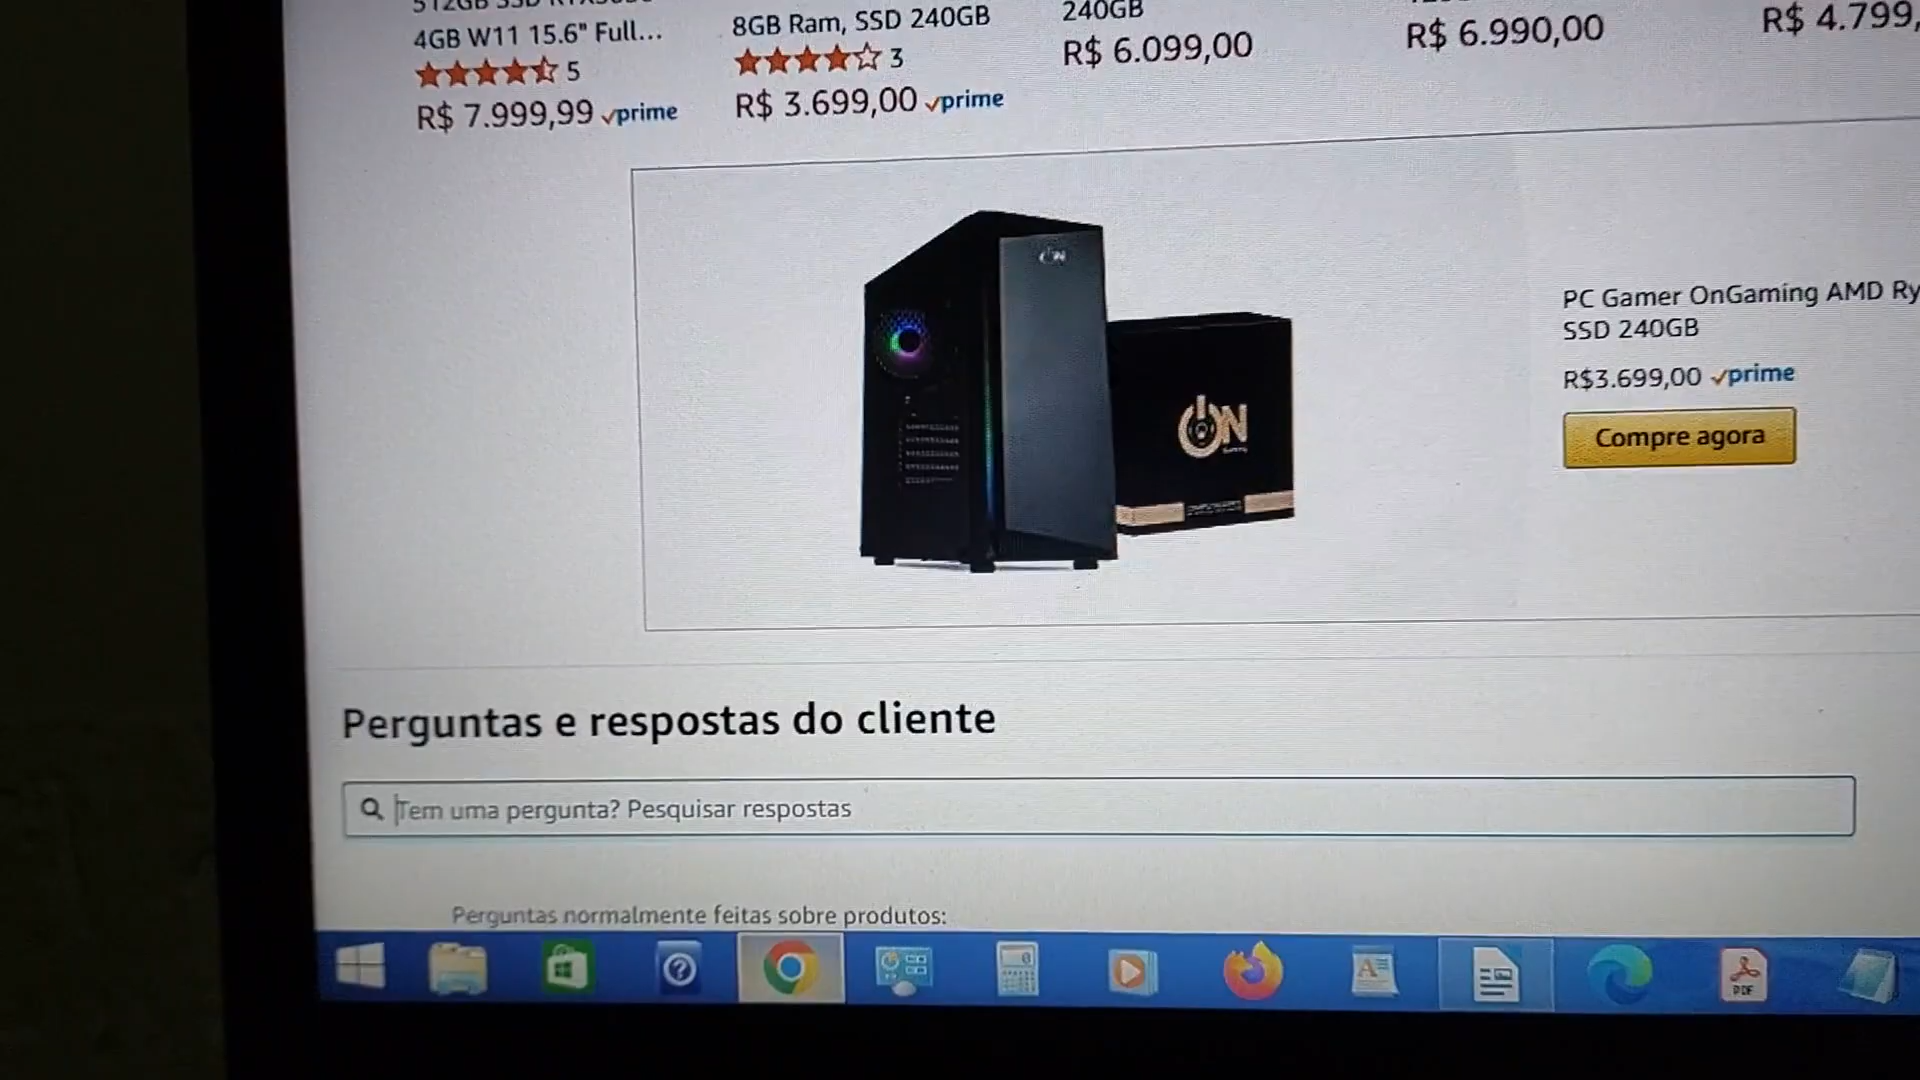 4GB W11 15.6" Full...
5
R$ 7.999,99 prime
8GB Ram, SSD 240GB
3
R$ 3.699,00 prime
240GB
R$ 6.099,00
R$ 6.990,00
R$ 4.799,
ON
ON
PC Gamer OnGaming AMD Ry
SSD 240GB
R$3.699,00 prime
Compre agora
Perguntas e respostas do cliente
Tem uma pergunta? Pesquisar respostas
Perguntas normalmente feitas sobre produtos:
PDF